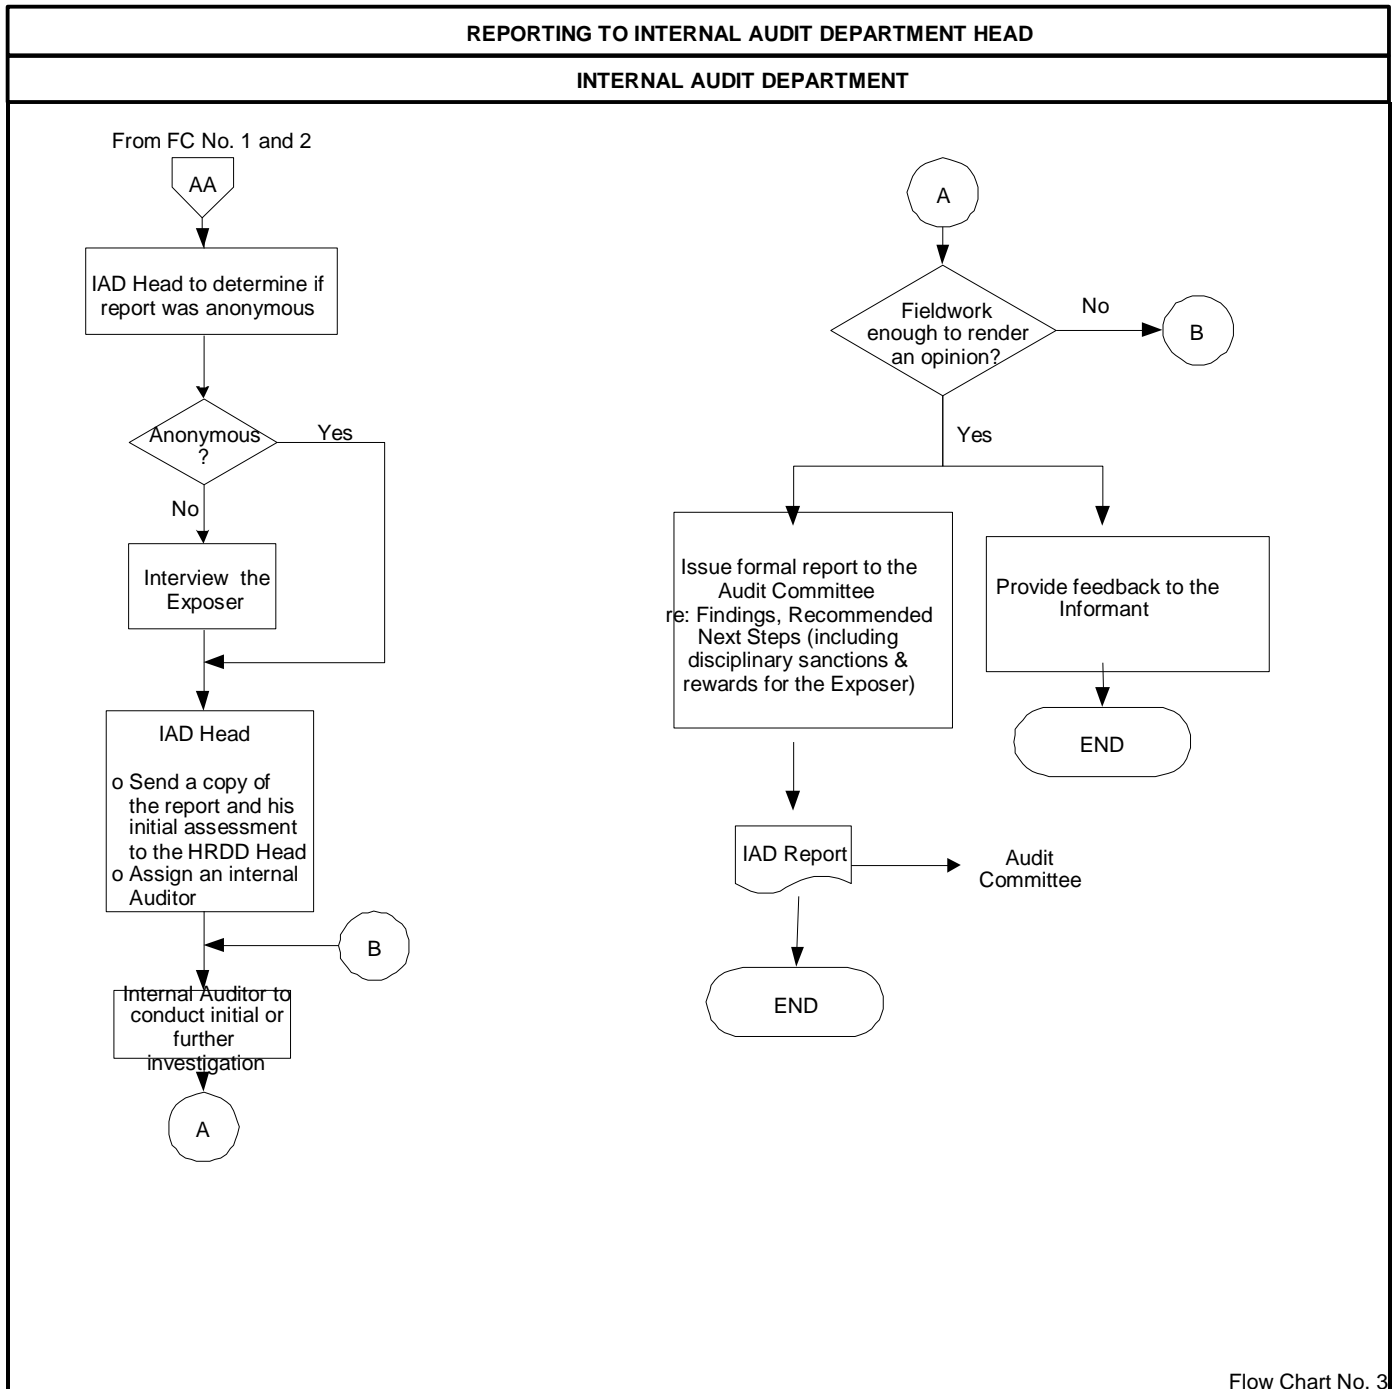 REPORTING TO INTERNAL AUDIT DEPARTMENT HEAD
INTERNAL AUDIT DEPARTMENT
From FC No. 1 and 2
AA
IAD Head to determine if
report was anonymous
Anonymous
?
Yes
No
Interview the
Exposer
IAD Head
o Send a copy of
the report and his
initial assessment
to the HRDD Head
o Assign an internal
Auditor
B
Internal Auditor to
conduct initial or
further
investigation
A
A
Fieldwork
enough to render
an opinion?
No
B
Yes
Issue formal report to the
Audit Committee
re: Findings, Recommended
Next Steps (including
disciplinary sanctions &
rewards for the Exposer)
Provide feedback to the
Informant
END
IAD Report
Audit
Committee
END
Flow Chart No. 3